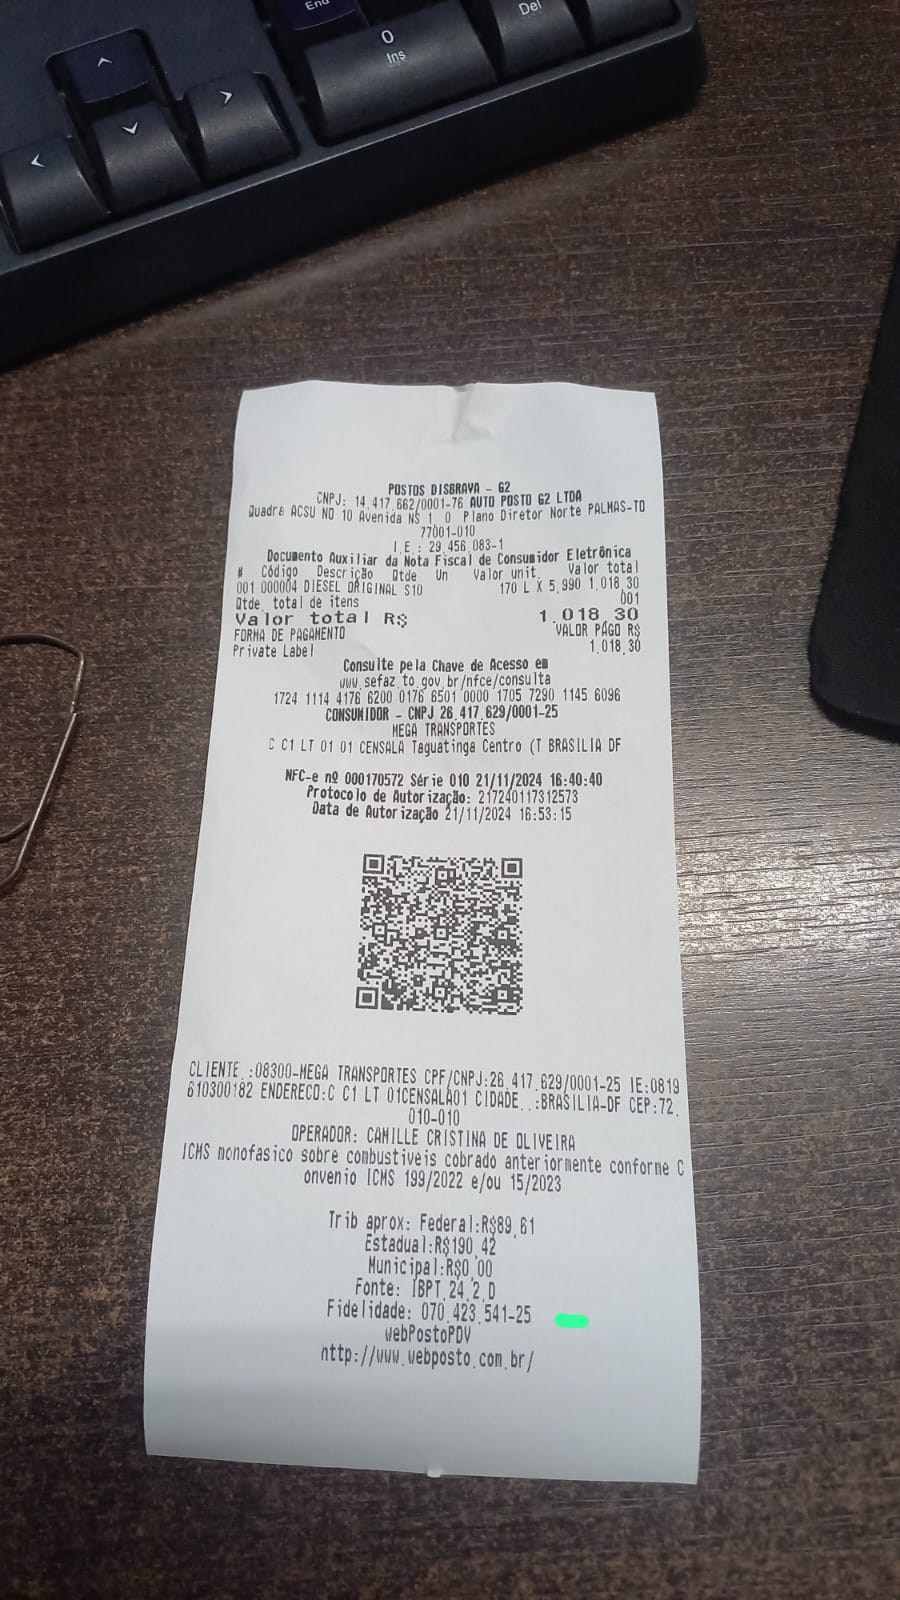 End
Del
0
Ins
POSTOS DISBRAVA - G2
CNPJ: 14.417.662/0001-76 AUTO POSTO G2 LTDA
Quadra ACSU NO 10 Avenida NS 1 0 Plano Diretor Norte PALMAS-TO
77001-010
I.E.: 29.456.083-1
Documento Auxiliar da Nota Fiscal de Consumidor Eletrônica
# Código Descrição Qtde Un Valor unit. Valor total
001 000004 DIESEL ORIGINAL S10 170 L X 5,990 1.018,30
Qtde. total de itens 001
Valor total R$ 1.018,30
FORMA DE PAGAMENTO VALOR PAGO R$
Private Label 1.018,30
Consulte pela Chave de Acesso em
www.sefaz.to.gov.br/nfce/consulta
1724 1114 4176 6200 0176 6501 0000 1705 7290 1145 6096
CONSUMIDOR - CNPJ 26.417.629/0001-25
MEGA TRANSPORTES
C C1 LT 01 01 CENSALA Taguatinga Centro (T BRASILIA DF
NFC-e nº 000170572 Série 010 21/11/2024 16:40:40
Protocolo de Autorização: 217240117312573
Data de Autorização 21/11/2024 16:53:15
CLIENTE.:08300-MEGA TRANSPORTES CPF/CNPJ:26.417.629/0001-25 IE:0819
610300182 ENDERECO:C C1 LT 01CENSALA01 CIDADE..:BRASILIA-DF CEP:72.
010-010
OPERADOR: CAMILLE CRISTINA DE OLIVEIRA
ICMS monofasico sobre combustiveis cobrado anteriormente conforme C
onvenio ICMS 199/2022 e/ou 15/2023
Trib aprox: Federal:R$89,61
Estadual:R$190,42
Municipal:R$0,00
Fonte: IBPT.24.2.D
Fidelidade: 070.423.541-25
webPostoPDV
http://www.webposto.com.br/